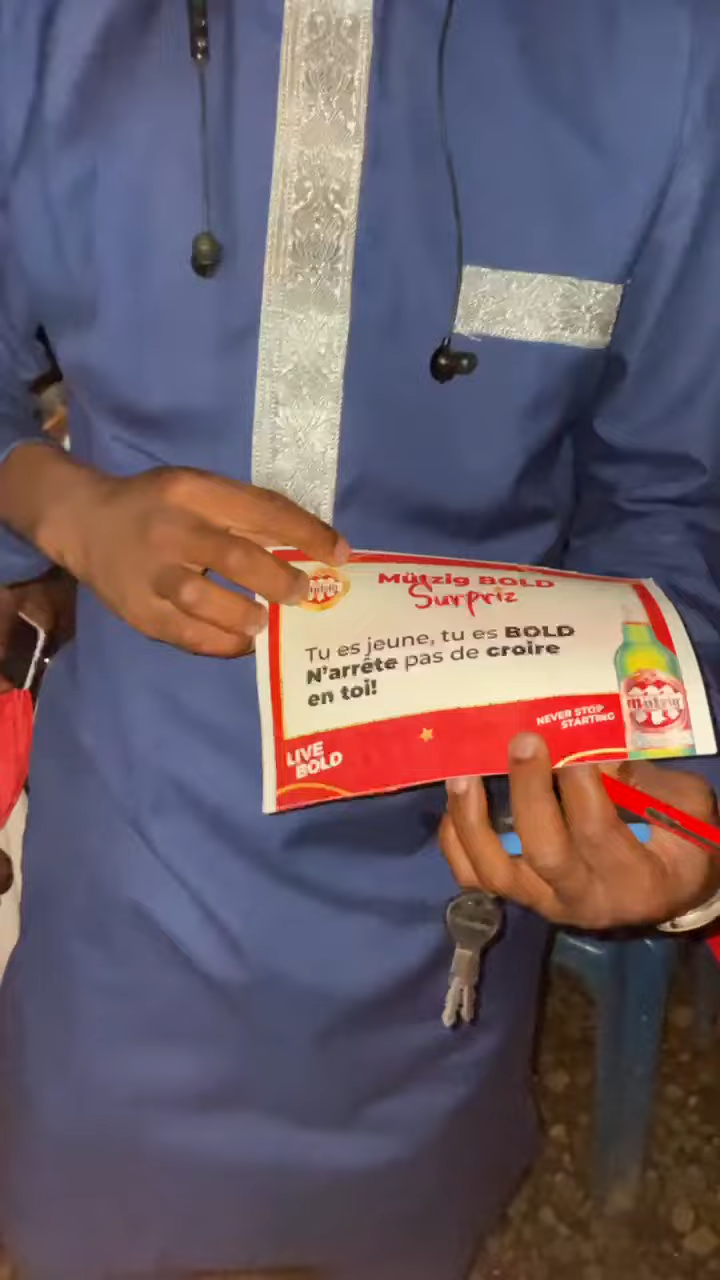 Mützig BOLD
Surpriz
Tu es jeune, tu es BOLD
N'arrête pas de croire
en toi!
NEVER STOP
STARTING
LIVE
BOLD
Mützig